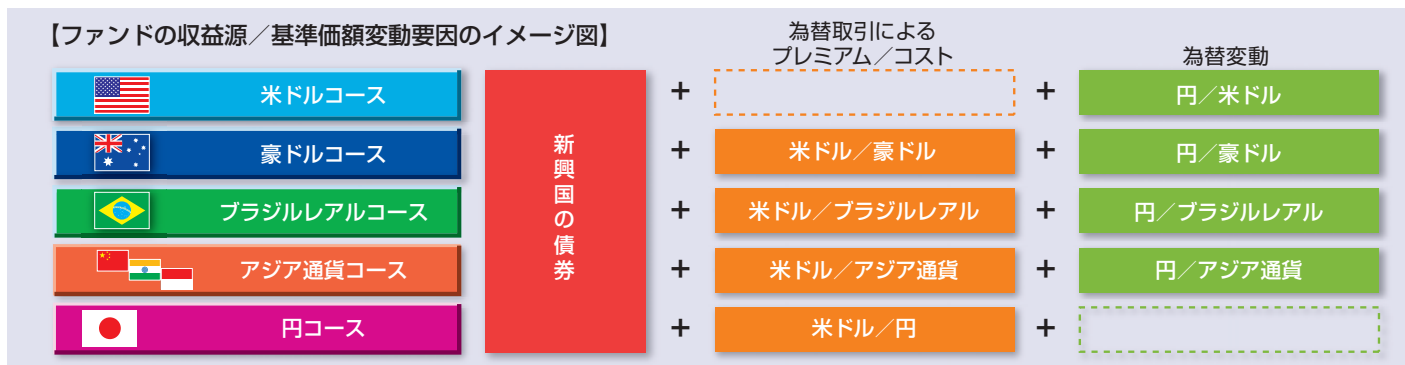 【ファンドの収益源／基準価額変動要因のイメージ図】
為替取引による
プレミアム／コスト
為替変動
米ドルコース
新興国の債券
+
+
円／米ドル
豪ドルコース
+
米ドル／豪ドル
+
円／豪ドル
ブラジルレアルコース
+
米ドル／ブラジルレアル
+
円／ブラジルレアル
アジア通貨コース
+
米ドル／アジア通貨
+
円／アジア通貨
円コース
+
米ドル／円
+